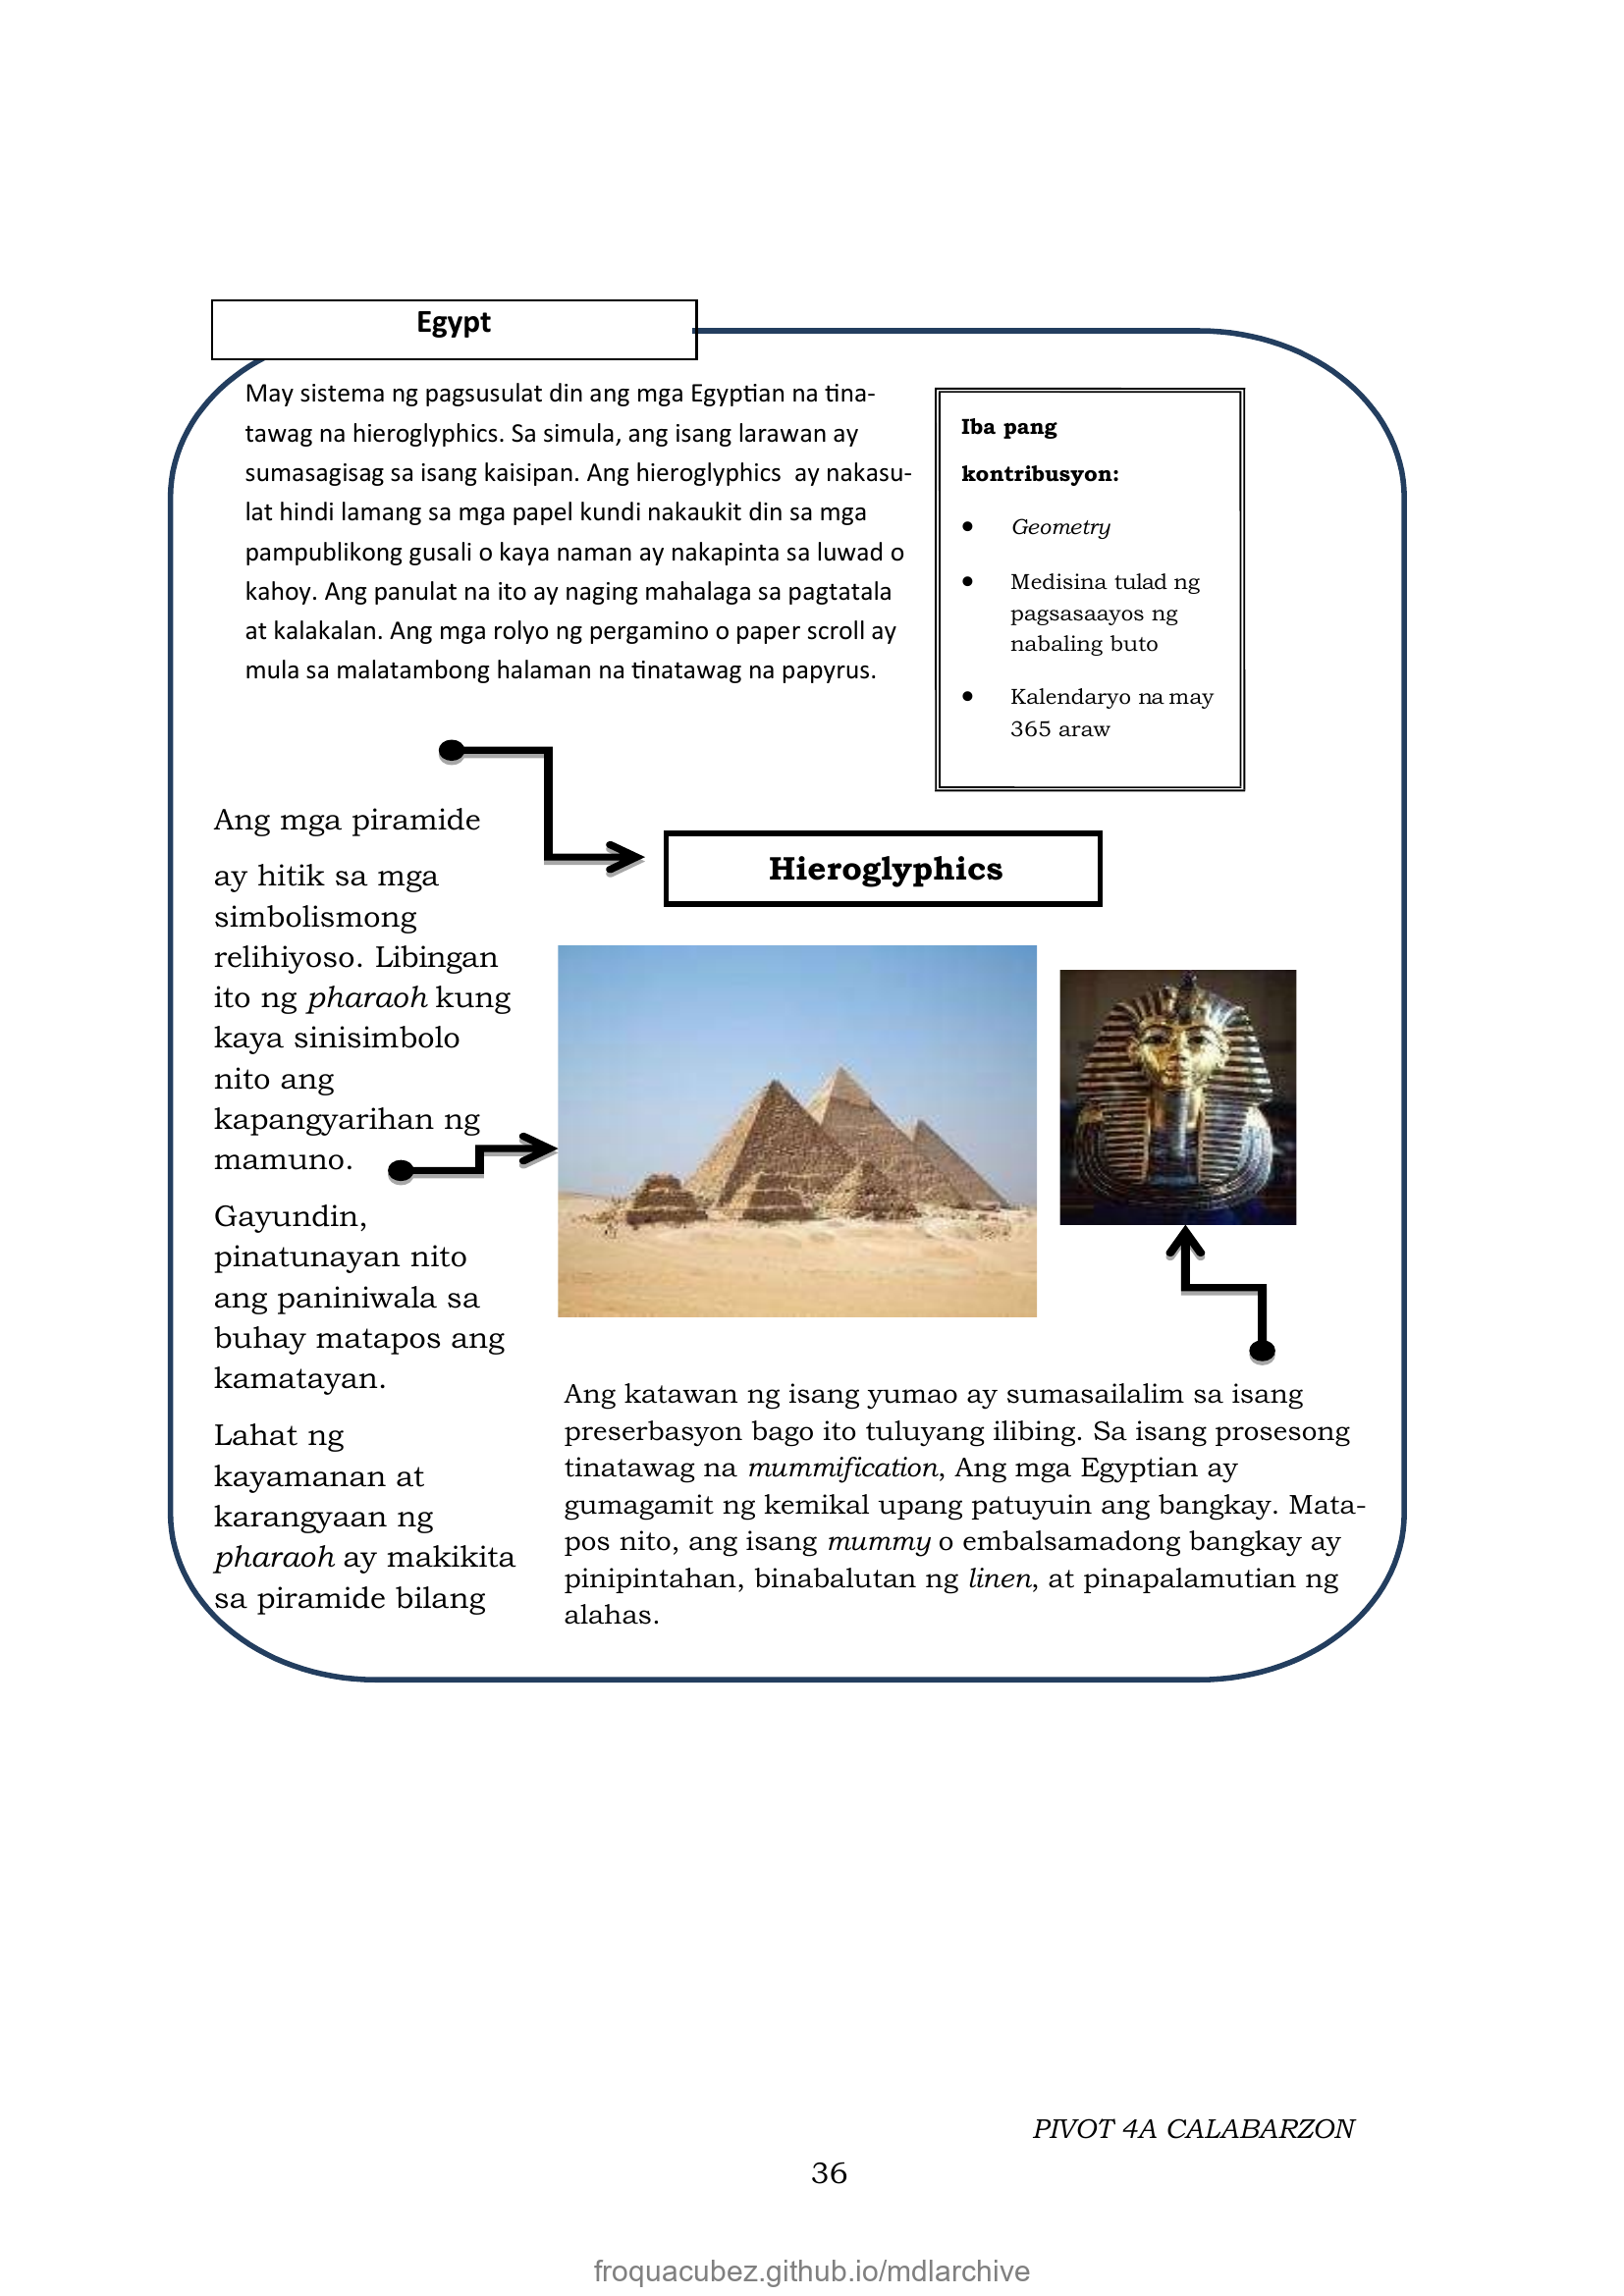 Egypt
May sistema ng pagsusulat din ang mga Egyptian na tina-
tawag na hieroglyphics. Sa simula, ang isang larawan ay
sumasagisag sa isang kaisipan. Ang hieroglyphics  ay nakasu-
lat hindi lamang sa mga papel kundi nakaukit din sa mga
pampublikong gusali o kaya naman ay nakapinta sa luwad o
kahoy. Ang panulat na ito ay naging mahalaga sa pagtatala
at kalakalan. Ang mga rolyo ng pergamino o paper scroll ay
mula sa malatambong halaman na tinatawag na papyrus.
Iba pang
kontribusyon:
• Geometry
• Medisina tulad ng
pagsasaayos ng
nabaling buto
• Kalendaryo na may
365 araw
Hieroglyphics
Ang mga piramide
ay hitik sa mga
simbolismong
relihiyoso. Libingan
ito ng pharaoh kung
kaya sinisimbolo
nito ang
kapangyarihan ng
mamuno.
Gayundin,
pinatunayan nito
ang paniniwala sa
buhay matapos ang
kamatayan.
Lahat ng
kayamanan at
karangyaan ng
pharaoh ay makikita
sa piramide bilang
Ang katawan ng isang yumao ay sumasailalim sa isang
preserbasyon bago ito tuluyang ilibing. Sa isang prosesong
tinatawag na mummification, Ang mga Egyptian ay
gumagamit ng kemikal upang patuyuin ang bangkay. Mata-
pos nito, ang isang mummy o embalsamadong bangkay ay
pinipintahan, binabalutan ng linen, at pinapalamutian ng
alahas.
PIVOT 4A CALABARZON
36
froquacubez.github.io/mdlarchive